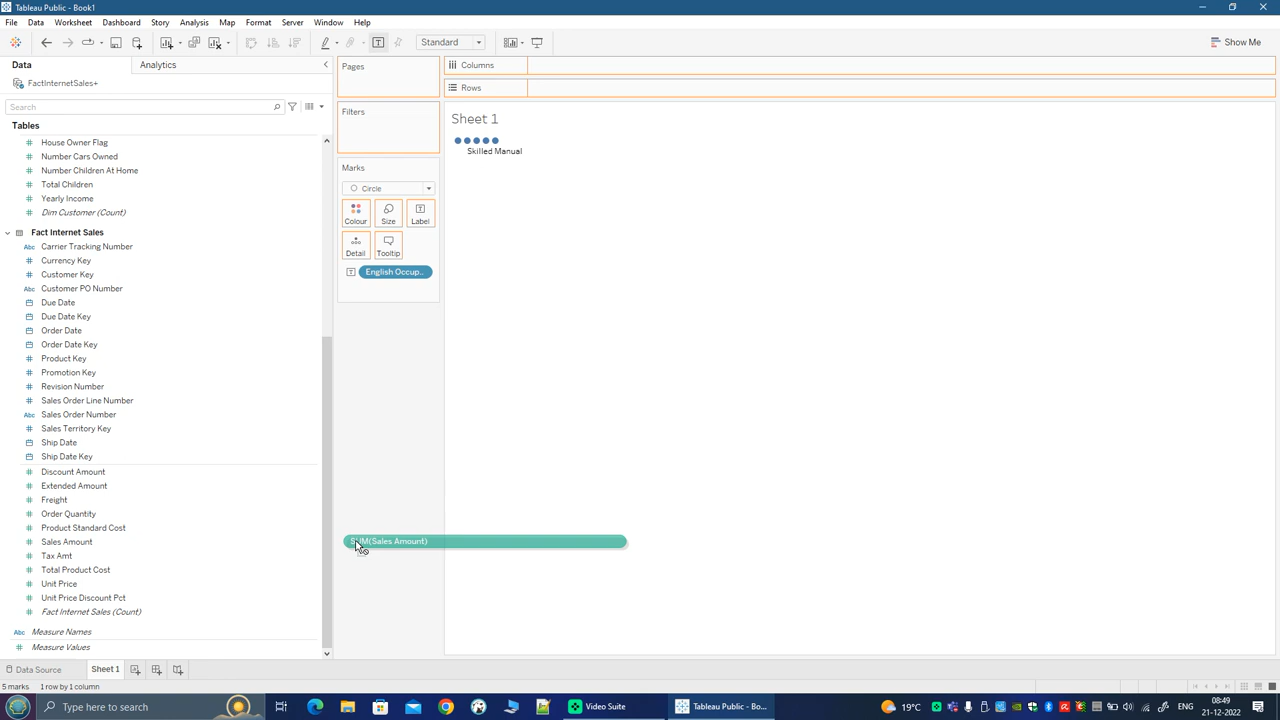 Tableau Public - Book1
File Data Worksheet Dashboard Story Analysis Map Format Server Window Help
Standard
Show Me
Data
Analytics
FactInternetSales+
Search
Tables
House Owner Flag
Number Cars Owned
Number Children At Home
Total Children
Yearly Income
Dim Customer (Count)
Fact Internet Sales
Abc Carrier Tracking Number
Currency Key
Customer Key
Abc Customer PO Number
Due Date
Due Date Key
Order Date
Order Date Key
Product Key
Promotion Key
Revision Number
Sales Order Line Number
Abc Sales Order Number
Sales Territory Key
Ship Date
Ship Date Key
Discount Amount
Extended Amount
Freight
Order Quantity
Product Standard Cost
Sales Amount
Tax Amt
Total Product Cost
Unit Price
Unit Price Discount Pct
Fact Internet Sales (Count)
Abc Measure Names
Measure Values
Pages
Filters
Marks
Circle
Colour
Size
Label
Detail
Tooltip
English Occup..
SUM(Sales Amount)
Columns
Rows
Sheet 1
Skilled Manual
Data Source
Sheet 1
5 marks 1 row by 1 column
Type here to search
Video Suite
Tableau Public - Bo...
19°C
ENG
08:49
21-12-2022